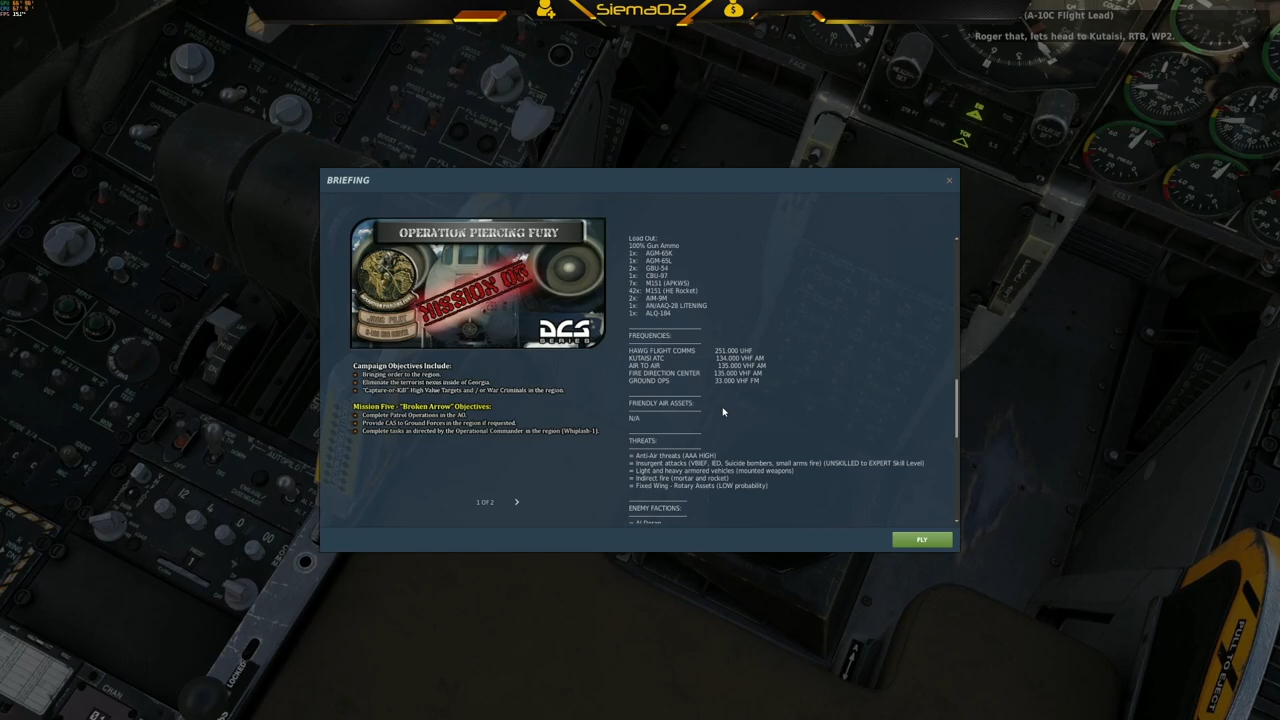 Siema02
(A-10C Flight Lead)
Roger that, lets head to Kutaisi, RTB, WP2.
BRIEFING
OPERATION PIERCING FURY
MISSION
DCS
SERIES
Campaign Objectives Include:
Bringing order to the region.
Eliminate the terrorist nexus inside of Georgia.
"Capture-or-Kill" High Value Targets and / or War Criminals in the region.
Mission Five - "Broken Arrow" Objectives:
Complete Patrol Operations in the AO.
Provide CAS to Ground Forces in the region if requested.
Complete tasks as directed by the Operational Commander in the region (Whiplash-1).
1 OF 2
Load Out:
100% Gun Ammo
1x: AGM-65K
1x: AGM-65L
2x: GBU-54
1x: CBU-97
7x: M151 (APKWS)
42x: M151 (HE Rocket)
2x: AIM-9M
1x: AN/AAQ-28 LITENING
1x: ALQ-184
FREQUENCIES:
HAWG FLIGHT COMMS 251.000 UHF
KUTAISI ATC 134.000 VHF AM
AIR TO AIR 135.000 VHF AM
FIRE DIRECTION CENTER 135.000 VHF AM
GROUND OPS 33.000 VHF FM
FRIENDLY AIR ASSETS:
N/A
THREATS:
= Anti-Air threats (AAA HIGH)
= Insurgent attacks (VBIEF, IED, Suicide bombers, small arms fire) (UNSKILLED to EXPERT Skill Level)
= Light and heavy armored vehicles (mounted weapons)
= Indirect fire (mortar and rocket)
= Fixed Wing - Rotary Assets (LOW probability)
ENEMY FACTIONS:
FLY
LOCKED
CHAN
PULL TO EJECT